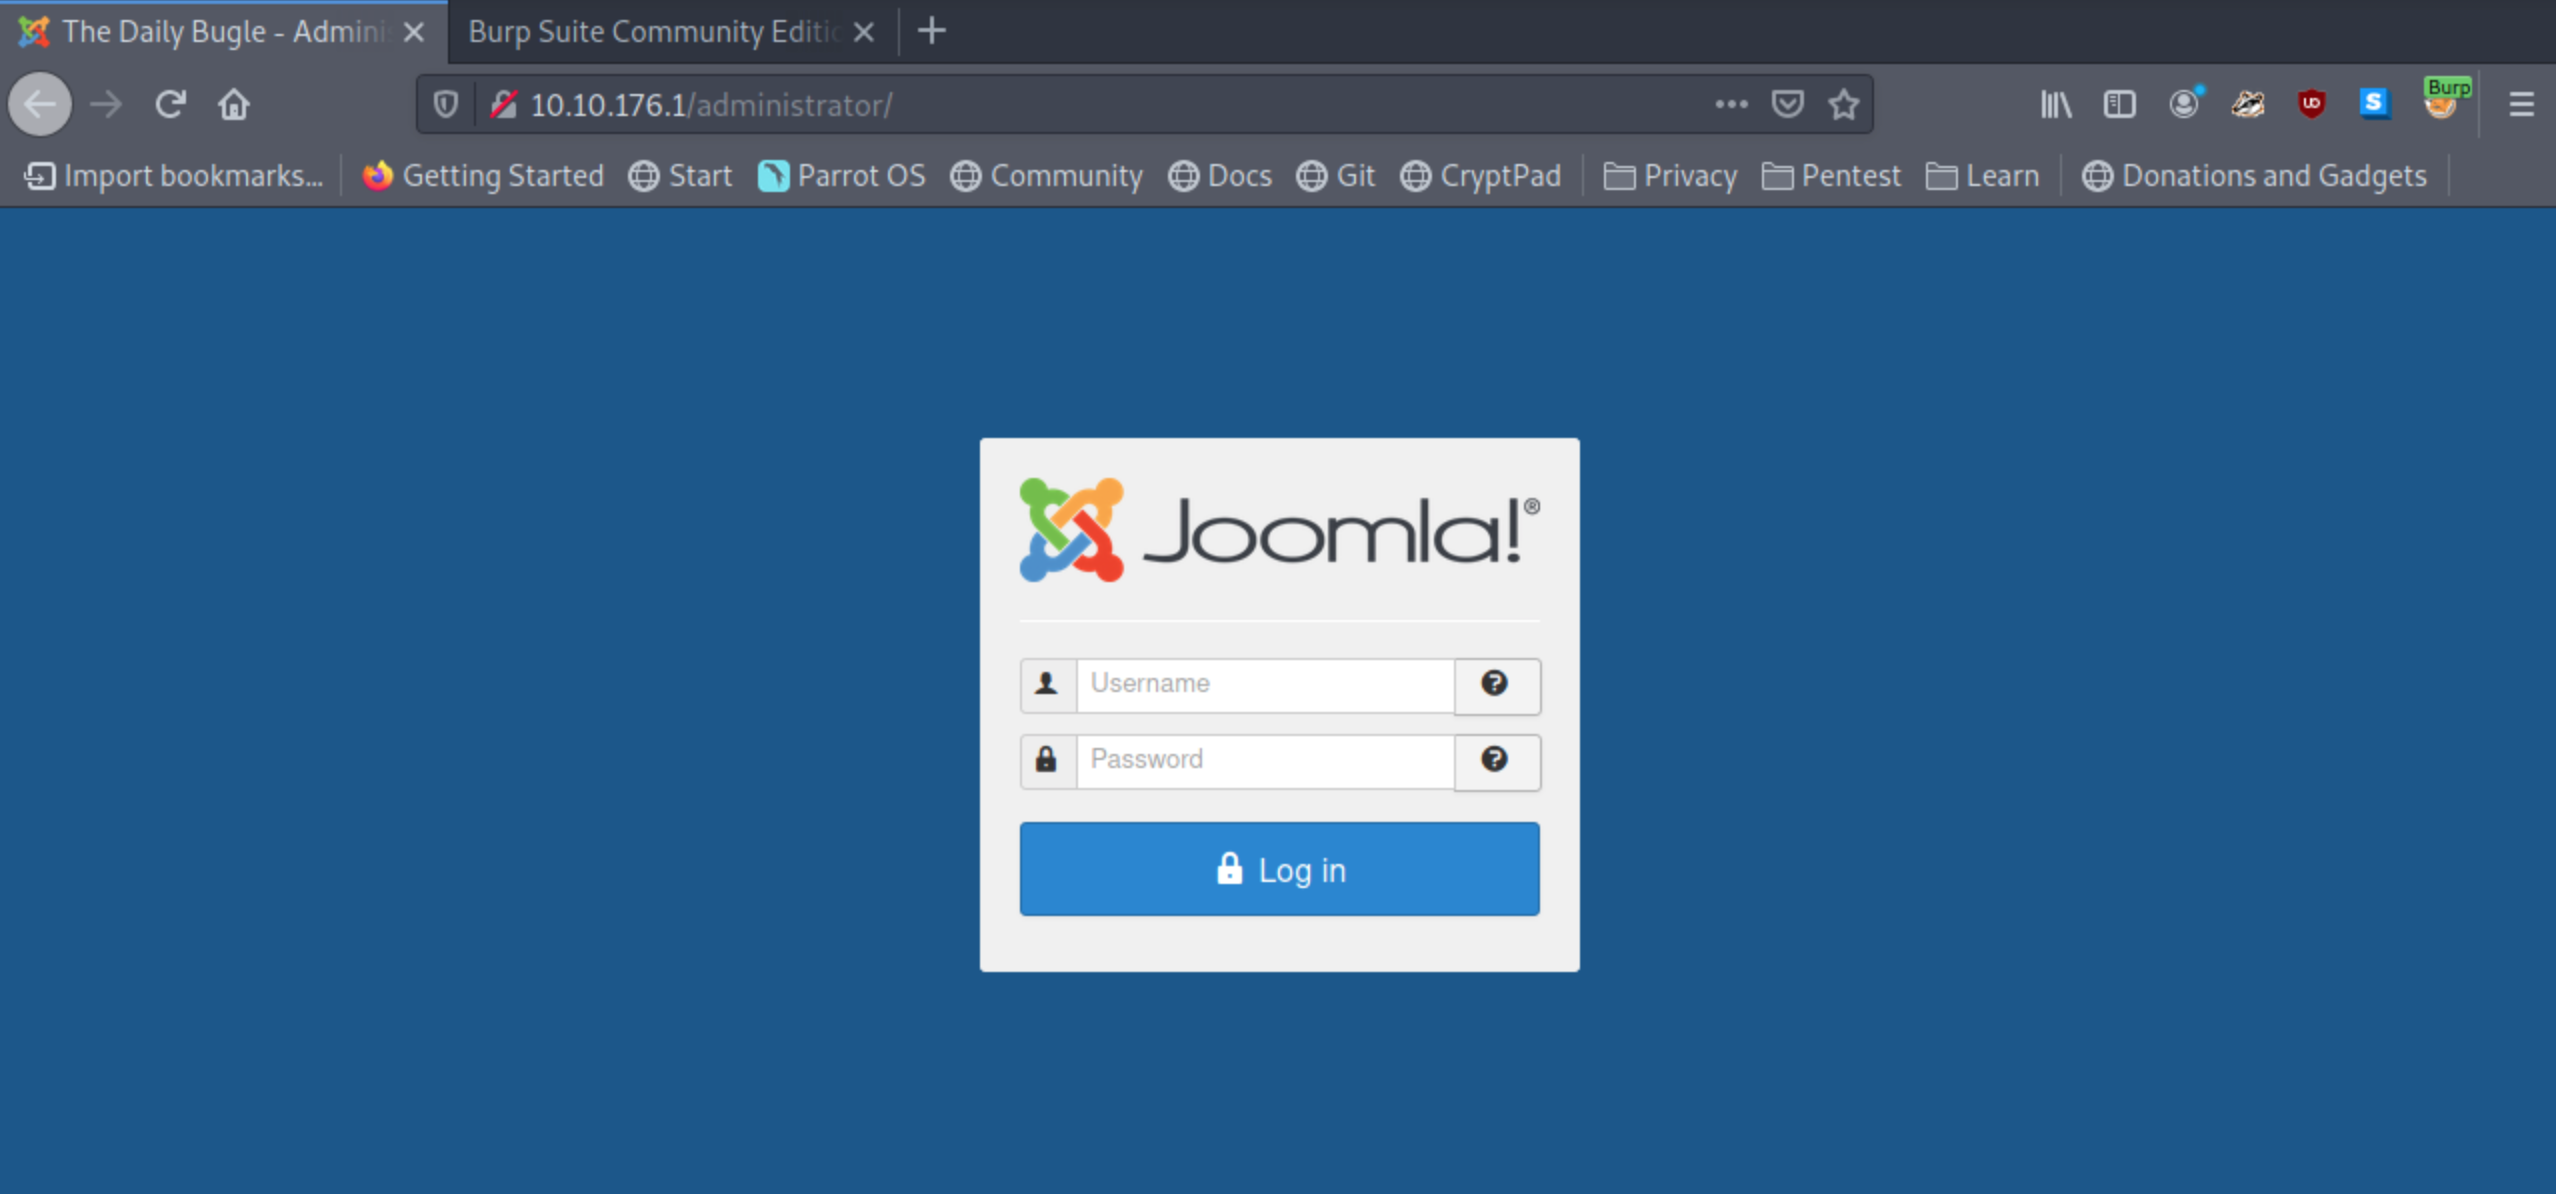 The Daily Bugle - Admini
Burp Suite Community Editic
10.10.176.1/administrator/
Burp
Import bookmarks...
Getting Started
Start
Parrot OS
Community
Docs
Git
CryptPad
Privacy
Pentest
Learn
Donations and Gadgets
Joomla!®
Username
Password
Log in